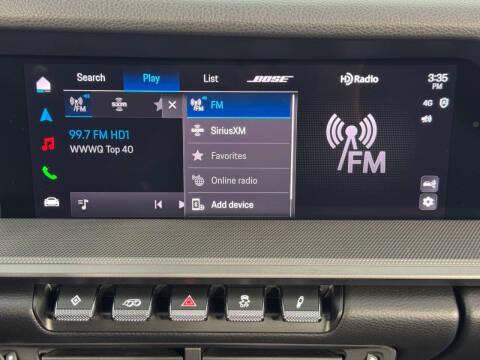 Search
Play
List
BOSE
HD Radio
3:35
PM
FM
sxm
FM
4G
99.7 FM HD1
WWWQ Top 40
sxm
SiriusXM
Favorites
Online radio
Add device
FM